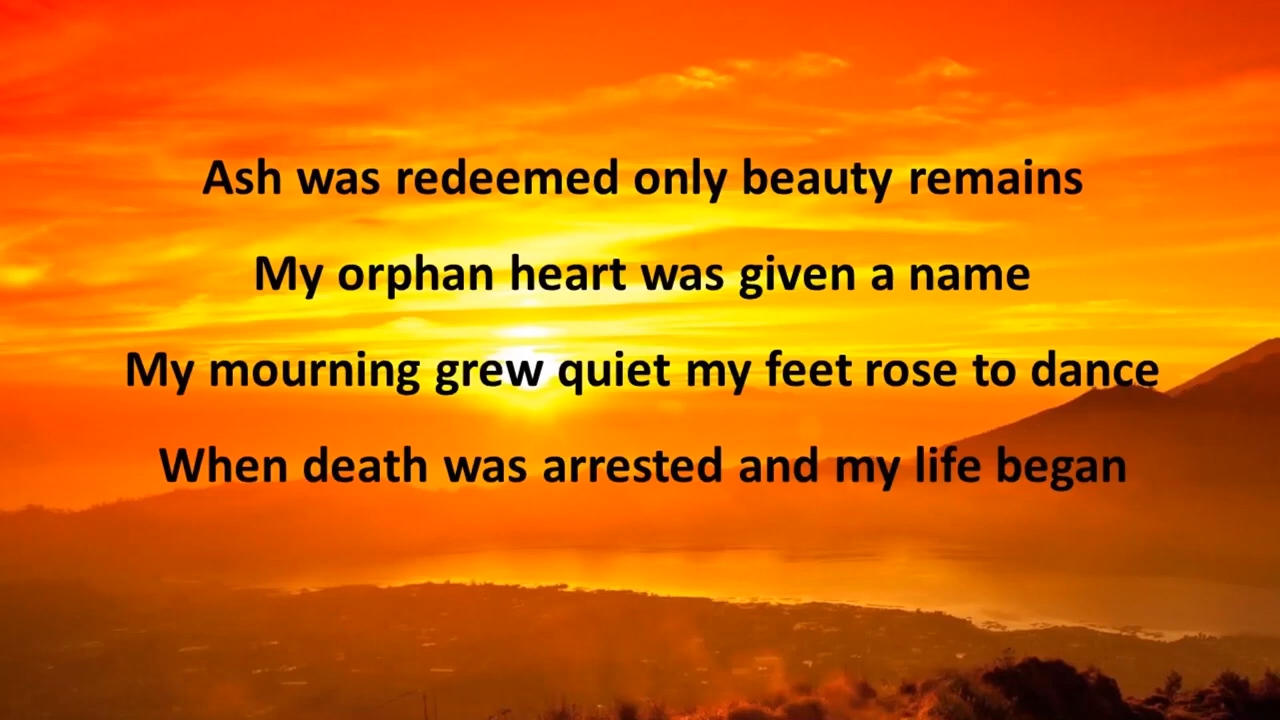 Ash was redeemed only beauty remains
My orphan heart was given a name
My mourning grew quiet my feet rose to dance
When death was arrested and my life began